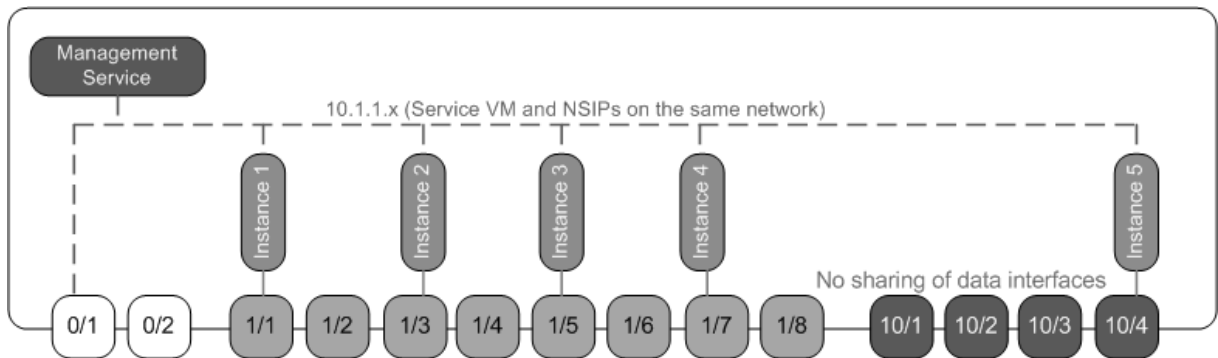 Management
Service
10.1.1.x (Service VM and NSIPs on the same network)
Instance 1
Instance 2
Instance 3
Instance 4
Instance 5
No sharing of data interfaces
0/1
0/2
1/1
1/2
1/3
1/4
1/5
1/6
1/7
1/8
10/1
10/2
10/3
10/4